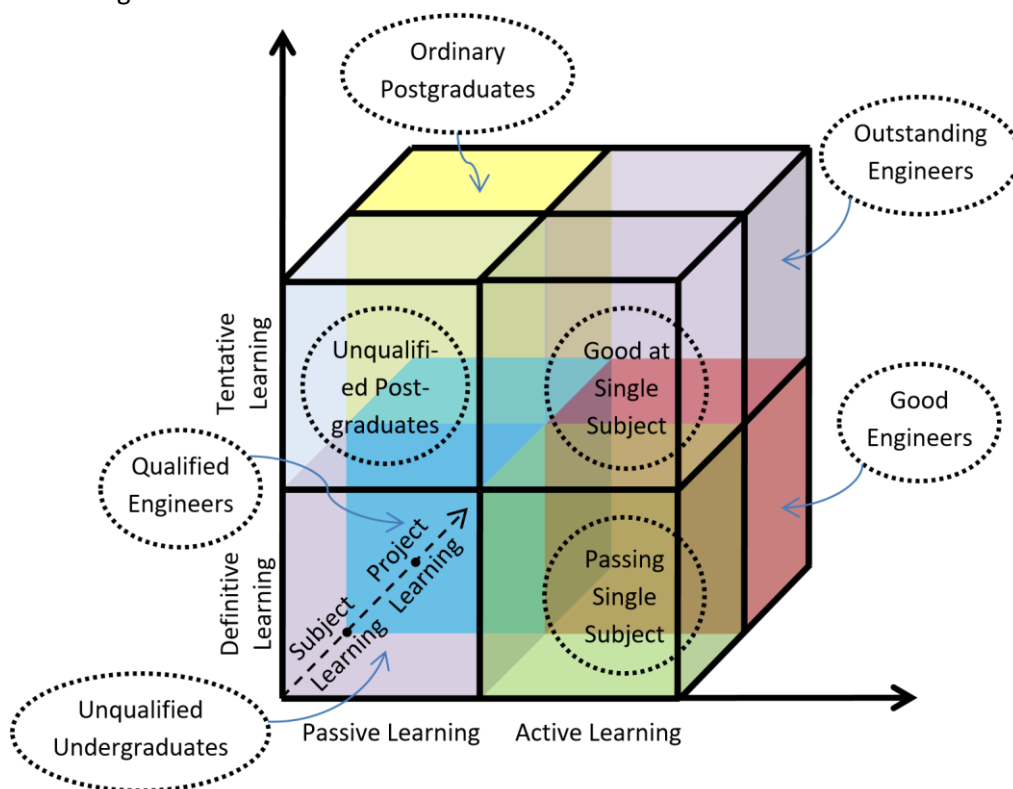 Ordinary
Postgraduates
Outstanding
Engineers
Tentative
Learning
Unqualifi-
ed Post-
graduates
Good at
Single
Subject
Good
Engineers
Qualified
Engineers
Definitive
Learning
Subject
Learning
Project
Learning
Passing
Single
Subject
Unqualified
Undergraduates
Passive Learning
Active Learning